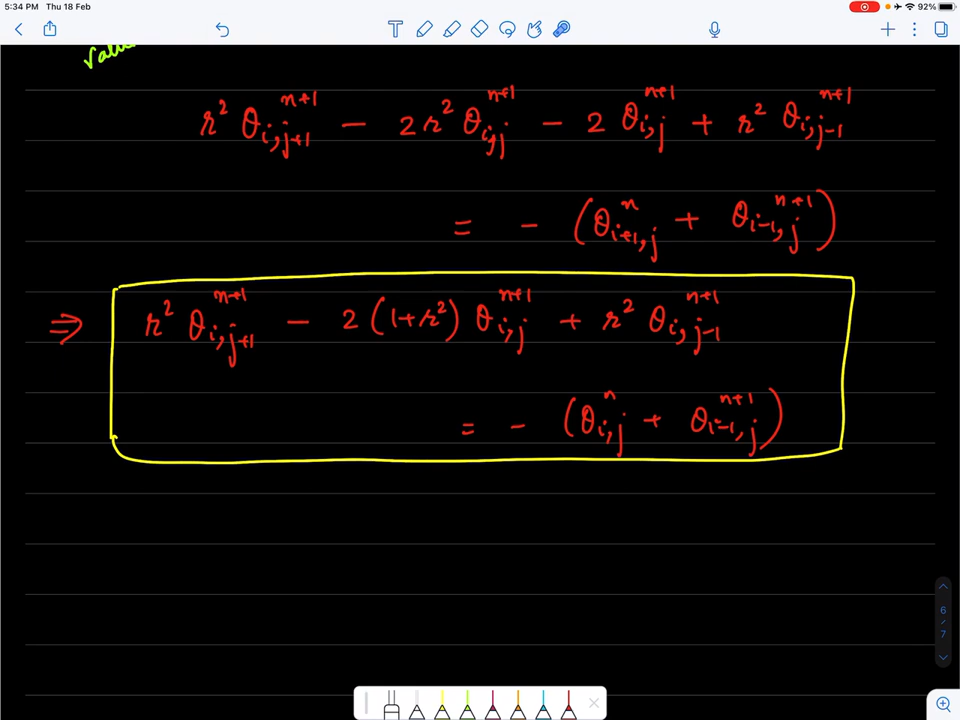 5:34 PM Thu 18 Feb 92%
r² θ_{i,j+1}^{n+1} − 2r² θ_{i,j}^{n+1} − 2 θ_{i,j}^{n+1} + r² θ_{i,j-1}^{n+1}
= − (θ_{i+1,j}^{n} + θ_{i-1,j}^{n+1})
⇒ r² θ_{i,j+1}^{n+1} − 2(1+r²) θ_{i,j}^{n+1} + r² θ_{i,j-1}^{n+1}
= − (θ_{i,j}^{n} + θ_{i-1,j}^{n+1})
6
/
7